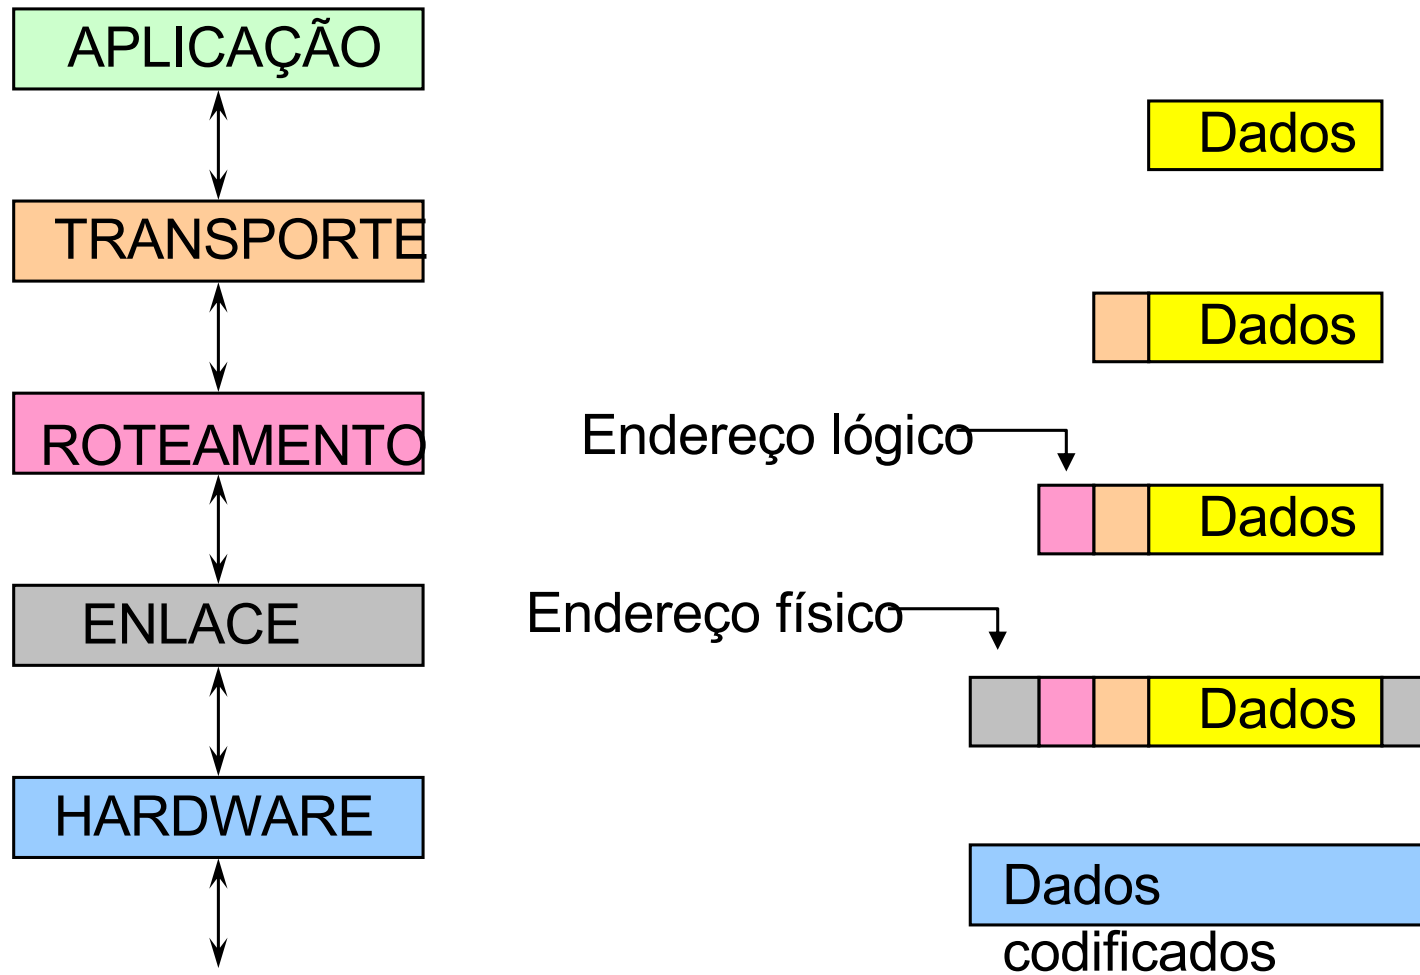 APLICAÇÃO
Dados
TRANSPORTE
Dados
ROTEAMENTO
Endereço lógico
Dados
ENLACE
Endereço físico
Dados
HARDWARE
Dados
codificados